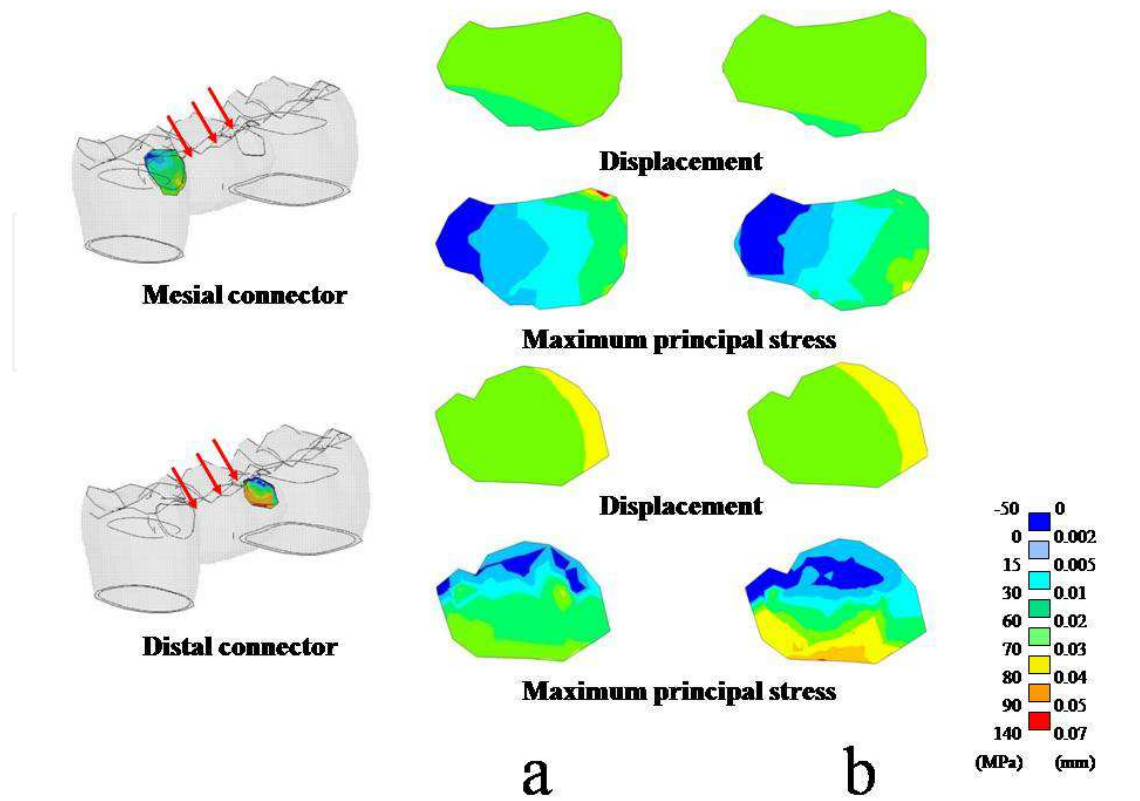 Displacement
Mesial connector
Maximum principal stress
Displacement
Distal connector
Maximum principal stress
-50 0
0 0.002
15 0.005
30 0.01
60 0.02
70 0.03
80 0.04
90 0.05
140 0.07
(MPa) (mm)
a b